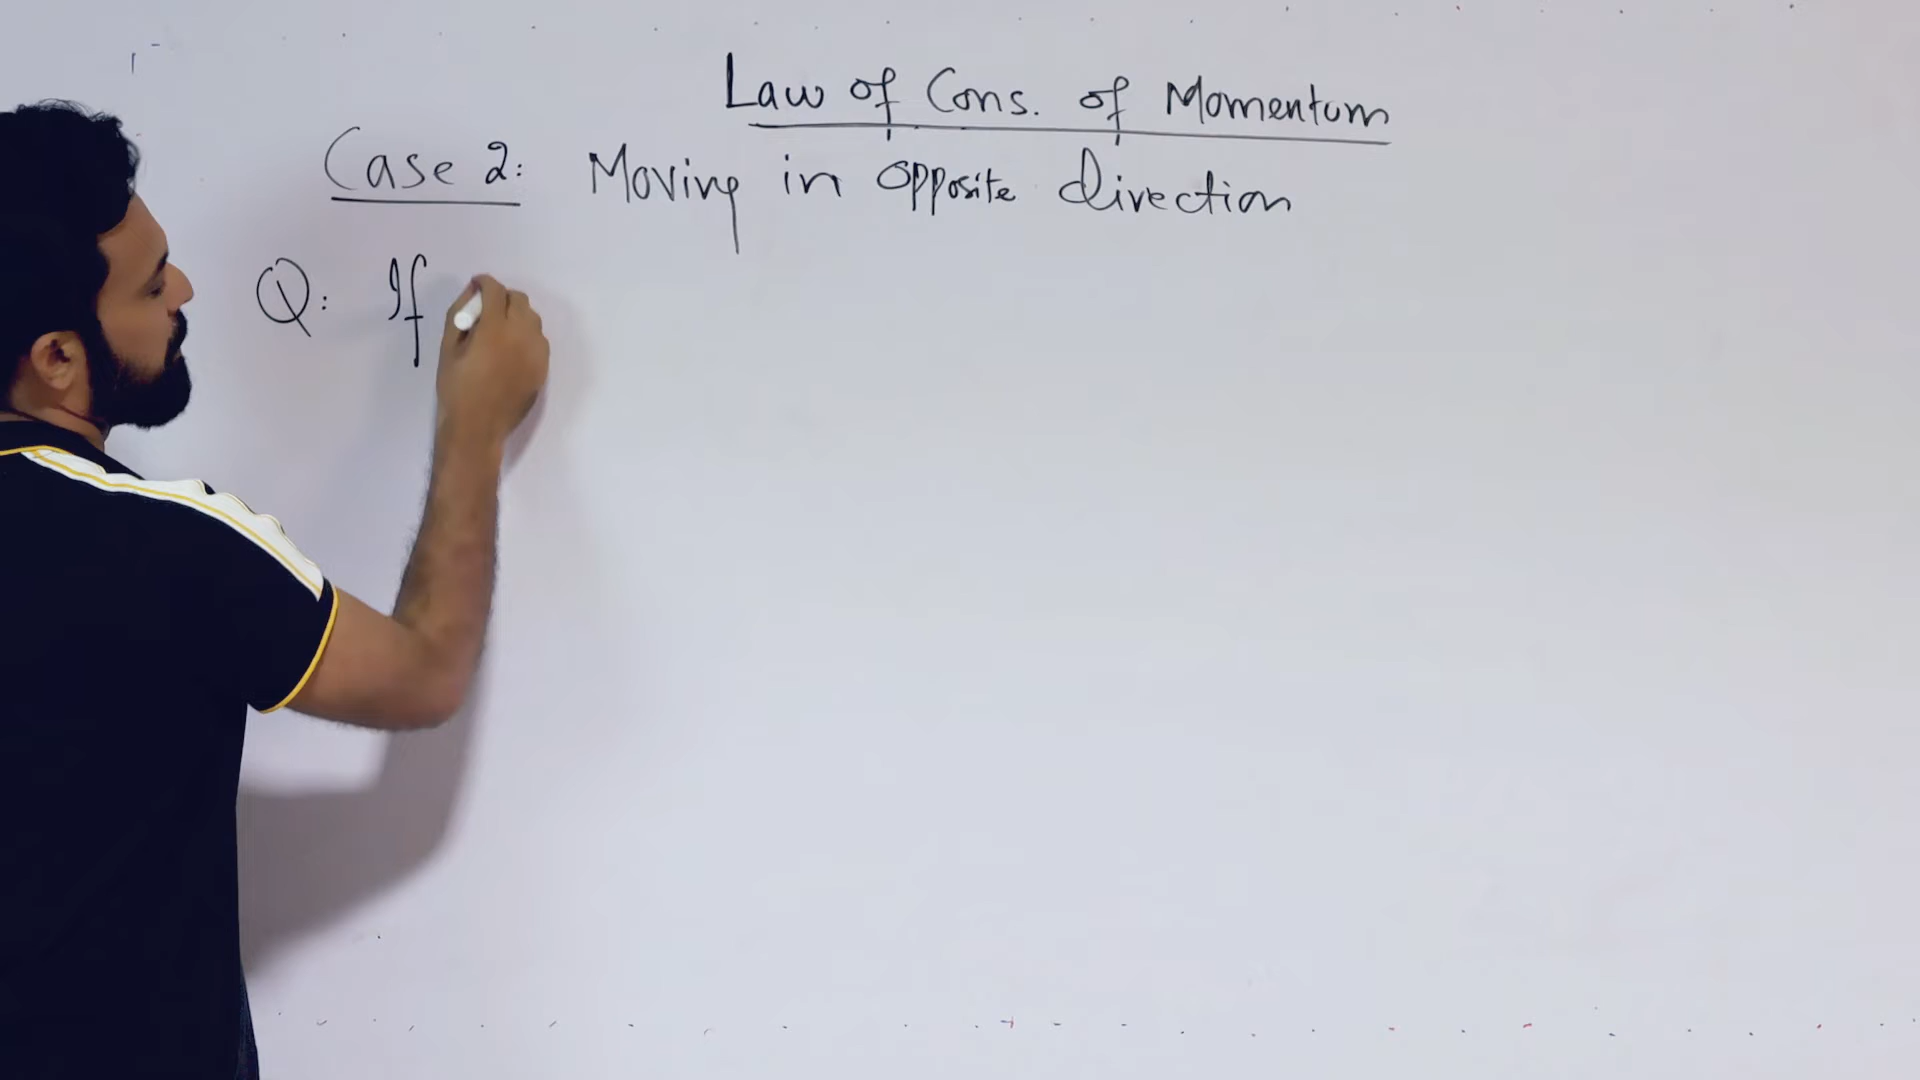 Law of Cons. of Momentum
Case 2: Moving in opposite direction
Q: If